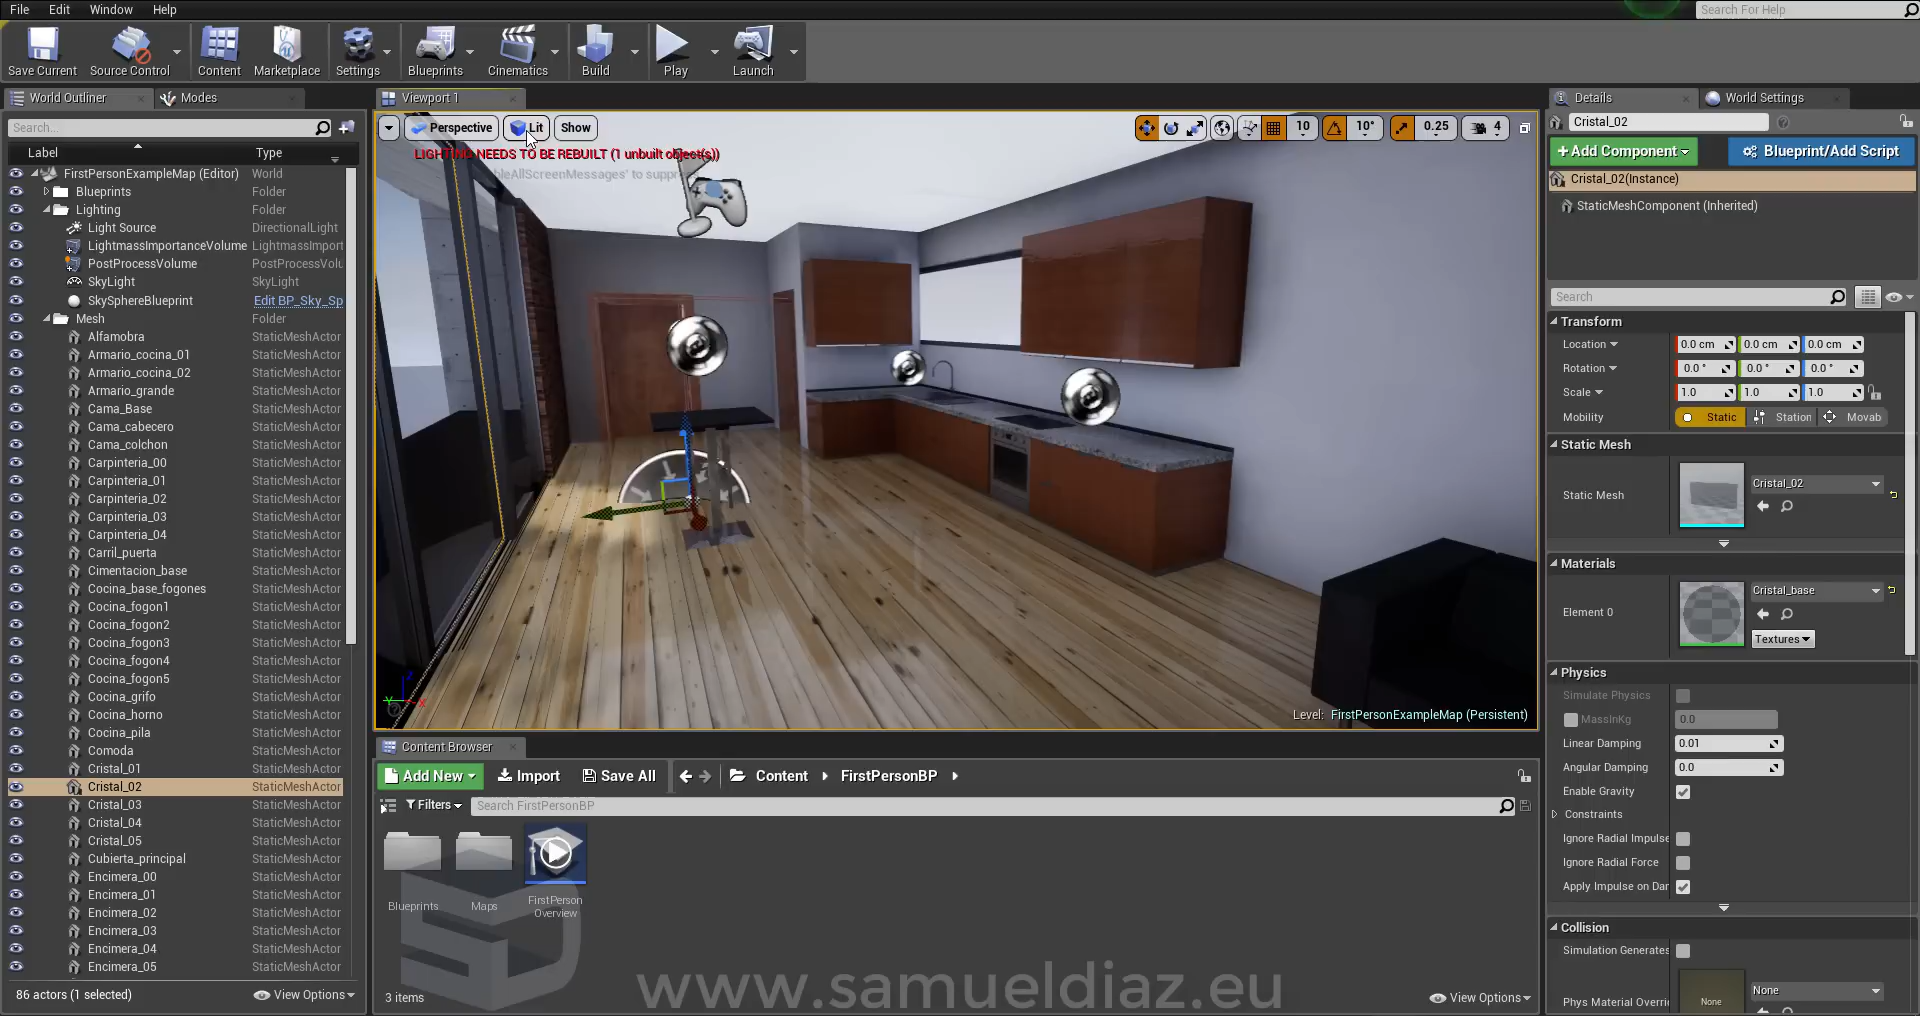 File Edit Window Help
Search For Help
Save Current Source Control Content Marketplace Settings Blueprints Cinematics Build Play Launch
World Outliner Modes
Search...
Label Type
FirstPersonExampleMap (Editor) World
Blueprints Folder
Lighting Folder
Light Source DirectionalLight
LightmassImportanceVolume LightmassImport
PostProcessVolume PostProcessVolu
SkyLight SkyLight
SkySphereBlueprint Edit BP_Sky_Sp
Mesh Folder
Alfamobra StaticMeshActor
Armario_cocina_01 StaticMeshActor
Armario_cocina_02 StaticMeshActor
Armario_grande StaticMeshActor
Cama_Base StaticMeshActor
Cama_cabecero StaticMeshActor
Cama_colchon StaticMeshActor
Carpinteria_00 StaticMeshActor
Carpinteria_01 StaticMeshActor
Carpinteria_02 StaticMeshActor
Carpinteria_03 StaticMeshActor
Carpinteria_04 StaticMeshActor
Carril_puerta StaticMeshActor
Cimentacion_base StaticMeshActor
Cocina_base_fogones StaticMeshActor
Cocina_fogon1 StaticMeshActor
Cocina_fogon2 StaticMeshActor
Cocina_fogon3 StaticMeshActor
Cocina_fogon4 StaticMeshActor
Cocina_fogon5 StaticMeshActor
Cocina_grifo StaticMeshActor
Cocina_horno StaticMeshActor
Cocina_pila StaticMeshActor
Comoda StaticMeshActor
Cristal_01 StaticMeshActor
Cristal_02 StaticMeshActor
Cristal_03 StaticMeshActor
Cristal_04 StaticMeshActor
Cristal_05 StaticMeshActor
Cubierta_principal StaticMeshActor
Encimera_00 StaticMeshActor
Encimera_01 StaticMeshActor
Encimera_02 StaticMeshActor
Encimera_03 StaticMeshActor
Encimera_04 StaticMeshActor
Encimera_05 StaticMeshActor
86 actors (1 selected) View Options
Viewport 1
Perspective Lit Show 10 10° 0.25 4
LIGHTING NEEDS TO BE REBUILT (1 unbuilt object(s))
bleAllScreenMessages' to suppr
Z
Y X
Level: FirstPersonExampleMap (Persistent)
Content Browser
Add New Import Save All Content FirstPersonBP
Filters Search FirstPersonBP
Blueprints Maps FirstPerson
Overview
3 items
www.samueldiaz.eu
View Options
Details World Settings
Cristal_02
+Add Component Blueprint/Add Script
Cristal_02(Instance)
StaticMeshComponent (Inherited)
Search
Transform
Location 0.0 cm 0.0 cm 0.0 cm
Rotation 0.0 ° 0.0 ° 0.0 °
Scale 1.0 1.0 1.0
Mobility Static Station Movab
Static Mesh
Static Mesh Cristal_02
Materials
Element 0 Cristal_base
Textures
Physics
Simulate Physics
MassInKg 0.0
Linear Damping 0.01
Angular Damping 0.0
Enable Gravity
Constraints
Ignore Radial Impulse
Ignore Radial Force
Apply Impulse on Dar
Collision
Simulation Generates
Phys Material Overri None None